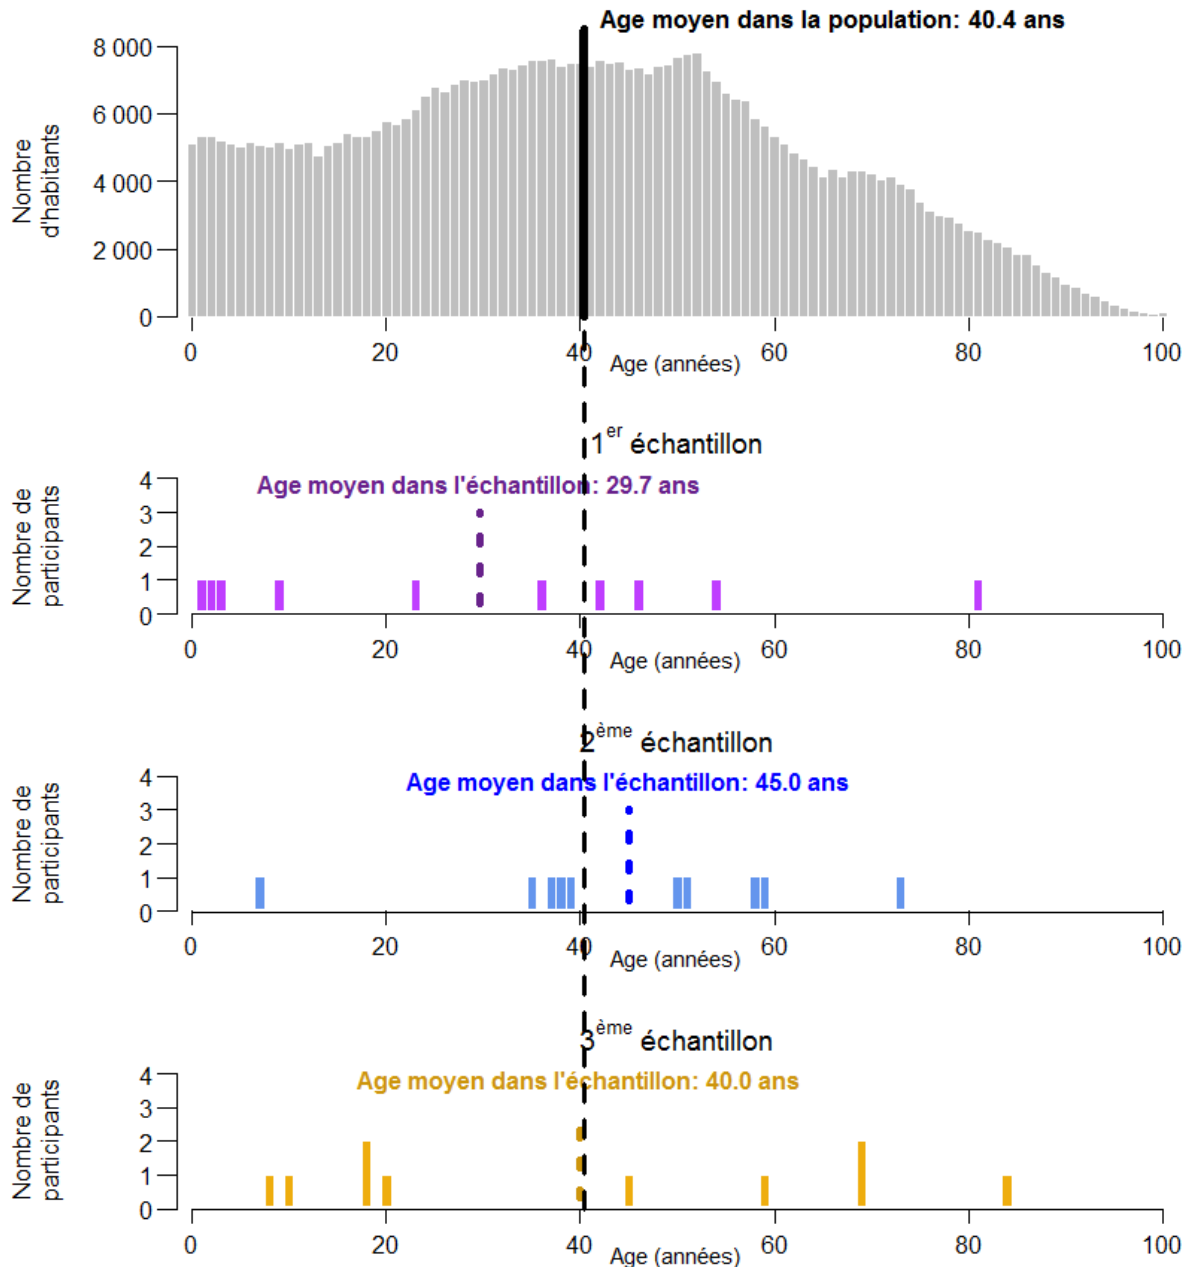 Age moyen dans la population: 40.4 ans
8 000
6 000
4 000
2 000
0
Nombre
d'habitants
0 20 40 60 80 100
Age (années)
1er échantillon
Age moyen dans l'échantillon: 29.7 ans
4
3
2
1
0
Nombre de
participants
0 20 40 60 80 100
Age (années)
2ème échantillon
Age moyen dans l'échantillon: 45.0 ans
4
3
2
1
0
Nombre de
participants
0 20 40 60 80 100
Age (années)
3ème échantillon
Age moyen dans l'échantillon: 40.0 ans
4
3
2
1
0
Nombre de
participants
0 20 40 60 80 100
Age (années)